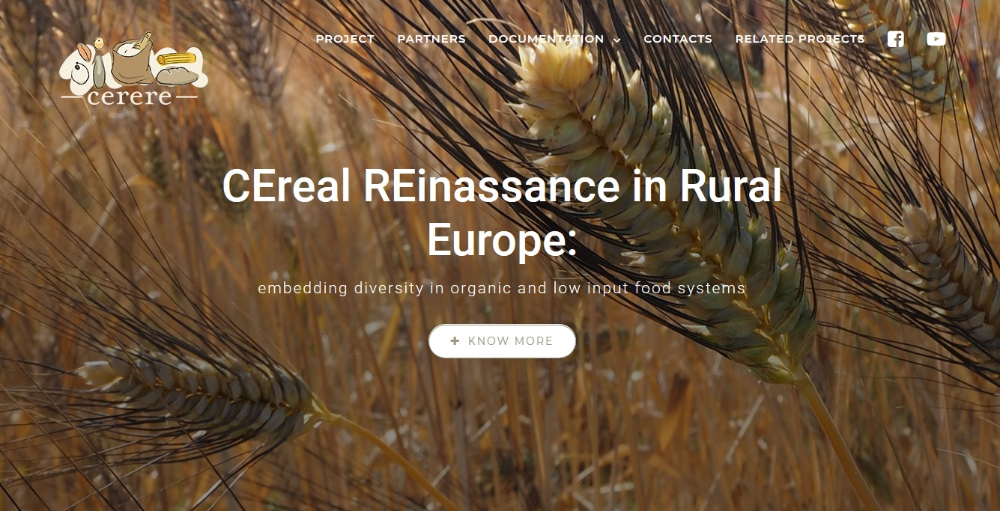 PROJECT PARTNERS DOCUMENTATION CONTACTS RELATED PROJECTS
cerere
CEreal REinassance in Rural
Europe:
embedding diversity in organic and low input food systems
KNOW MORE